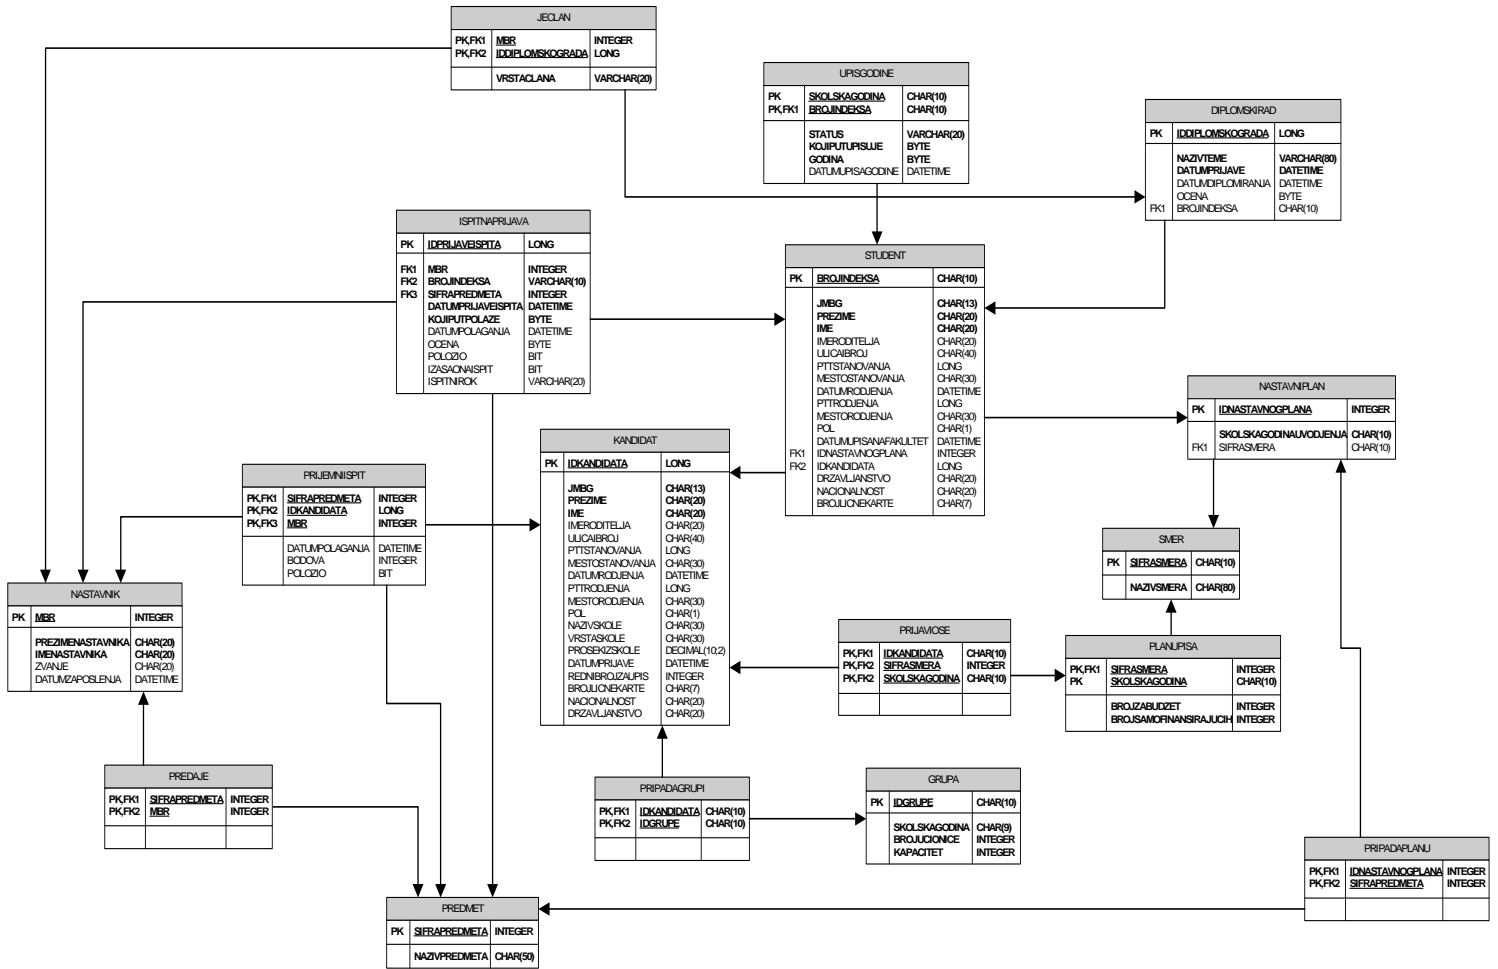 JECLAN
PK,FK1 MBR INTEGER
PK,FK2 IDDIPLOMSKOGRADA LONG
VRSTACLANA VARCHAR(20)
UPISGODINE
PK SKOLSKAGODINA CHAR(10)
PK,FK1 BROJINDEKSA CHAR(10)
STATUS VARCHAR(20)
KOJIPUTUPISUJE BYTE
GODINA BYTE
DATUMUPISAGODINE DATETIME
DIPLOMSKIRAD
PK IDDIPLOMSKOGRADA LONG
NAZIVTEME VARCHAR(80)
DATUMPRIJAVE DATETIME
DATUMDIPLOMIRANJA DATETIME
OCENA BYTE
FK1 BROJINDEKSA CHAR(10)
ISPITNAPRIJAVA
PK IDPRIJAVEISPITA LONG
FK1 MBR INTEGER
FK2 BROJINDEKSA VARCHAR(10)
FK3 SIFRAPREDMETA INTEGER
DATUMPRIJAVEISPITA DATETIME
KOJIPUTPOLAZE BYTE
DATUMPOLAGANJA DATETIME
OCENA BYTE
POLOZIO BIT
IZASAONAISPIT BIT
ISPITNIROK VARCHAR(20)
STUDENT
PK BROJINDEKSA CHAR(10)
JMBG CHAR(13)
PREZIME CHAR(20)
IME CHAR(20)
IMERODITELJA CHAR(20)
ULICAIBROJ CHAR(40)
PTTSTANOVANJA LONG
MESTOSTANOVANJA CHAR(30)
DATUMRODJENJA DATETIME
PTTRODJENJA LONG
MESTORODJENJA CHAR(30)
POL CHAR(1)
DATUMUPISANAFAKULTET DATETIME
FK1 IDNASTAVNOGPLANA INTEGER
FK2 IDKANDIDATA LONG
DRZAVLJANSTVO CHAR(20)
NACIONALNOST CHAR(20)
BROJLICNEKARTE CHAR(7)
NASTAVNIPLAN
PK IDNASTAVNOGPLANA INTEGER
SKOLSKAGODINAUVODJENJA CHAR(10)
FK1 SIFRASMERA CHAR(10)
KANDIDAT
PK IDKANDIDATA LONG
JMBG CHAR(13)
PREZIME CHAR(20)
IME CHAR(20)
IMERODITELJA CHAR(20)
ULICAIBROJ CHAR(40)
PTTSTANOVANJA LONG
MESTOSTANOVANJA CHAR(30)
DATUMRODJENJA DATETIME
PTTRODJENJA LONG
MESTORODJENJA CHAR(30)
POL CHAR(1)
NAZIVSKOLE CHAR(30)
VRSTASKOLE CHAR(30)
PROSEKIZSKOLE DECIMAL(10;2)
DATUMPRIJAVE DATETIME
REDNIBROJZAUPIS INTEGER
BROJLICNEKARTE CHAR(7)
NACIONALNOST CHAR(20)
DRZAVLJANSTVO CHAR(20)
PRIJEMNIISPIT
PK,FK1 SIFRAPREDMETA INTEGER
PK,FK2 IDKANDIDATA LONG
PK,FK3 MBR INTEGER
DATUMPOLAGANJA DATETIME
BODOVA INTEGER
POLOZIO BIT
SMER
PK SIFRASMERA CHAR(10)
NAZIVSMERA CHAR(80)
NASTAVNIK
PK MBR INTEGER
PREZIMENASTAVNIKA CHAR(20)
IMENASTAVNIKA CHAR(20)
ZVANJE CHAR(20)
DATUMZAPOSLENJA DATETIME
PRIJAVIOSE
PK,FK1 IDKANDIDATA CHAR(10)
PK,FK2 SIFRASMERA INTEGER
PK,FK2 SKOLSKAGODINA CHAR(10)
PLANUPISA
PK,FK1 SIFRASMERA INTEGER
PK SKOLSKAGODINA CHAR(10)
BROJZABUDZET INTEGER
BROJSAMOFINANSIRAJUCIH INTEGER
PREDAJE
PK,FK1 SIFRAPREDMETA INTEGER
PK,FK2 MBR INTEGER
PRIPADAGRUPI
PK,FK1 IDKANDIDATA CHAR(10)
PK,FK2 IDGRUPE CHAR(10)
GRUPA
PK IDGRUPE CHAR(10)
SKOLSKAGODINA CHAR(9)
BROJUCIONICE INTEGER
KAPACITET INTEGER
PRIPADAPLANU
PK,FK1 IDNASTAVNOGPLANA INTEGER
PK,FK2 SIFRAPREDMETA INTEGER
PREDMET
PK SIFRAPREDMETA INTEGER
NAZIVPREDMETA CHAR(50)